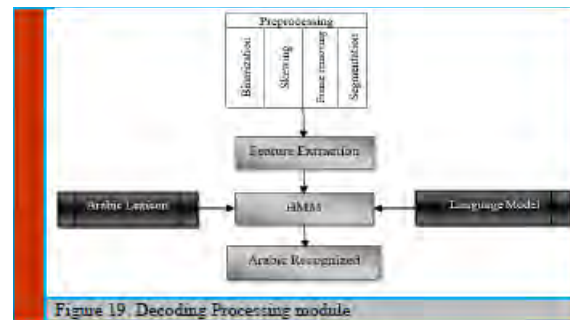 Preprocessing
Binarization
Skewing
Frame removing
Segmentation
Feature Extraction
Arabic Lexicon
HMM
Language Model
Arabic Recognized
Figure 19. Decoding Processing module